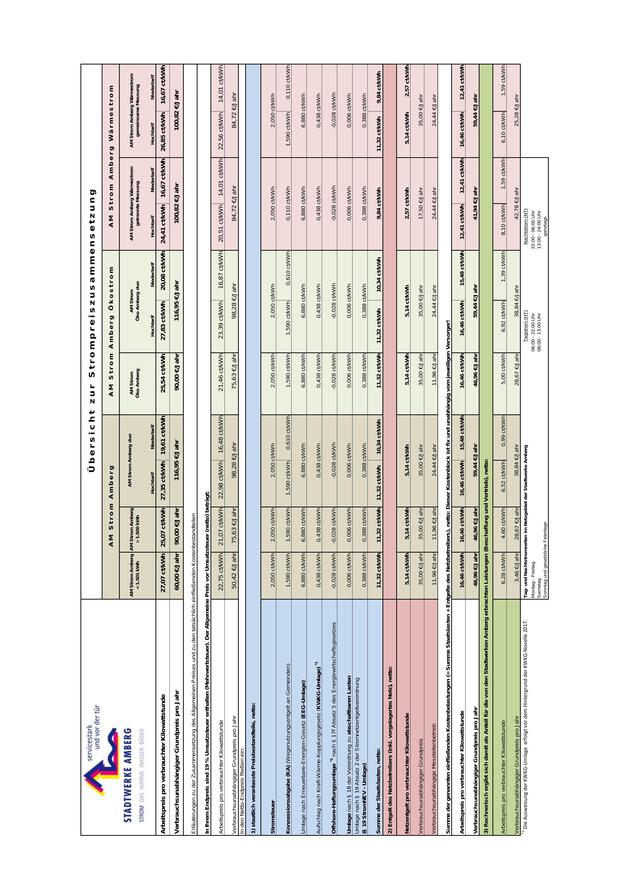 Übersicht zur Strompreiszusammensetzung
servicestark
und vor der tür
STADTWERKE AMBERG
STROM GAS WÄRME WASSER BÄDER
AM Strom Amberg
AM Strom Amberg Ökostrom
AM Strom Amberg Wärmestrom
AM Strom Amberg < 1.500 kWh
AM Strom Amberg > 1.500 kWh
AM Strom Amberg duo
AM Strom Öko Amberg
AM Strom Öko Amberg duo
AM Strom Amberg Wärmestrom getrennte Messung
AM Strom Amberg Wärmestrom gemeinsame Messung
Hochtarif Niedertarif Hochtarif Niedertarif Hochtarif Niedertarif Hochtarif Niedertarif
Arbeitspreis pro verbrauchter Kilowattstunde 27,07 ct/kWh 25,07 ct/kWh 27,35 ct/kWh 19,61 ct/kWh 25,54 ct/kWh 27,83 ct/kWh 20,08 ct/kWh 24,41 ct/kWh 16,67 ct/kWh 26,85 ct/kWh 16,67 ct/kWh
Verbrauchsunabhängiger Grundpreis pro Jahr 60,00 €/Jahr 90,00 €/Jahr 116,95 €/Jahr 90,00 €/Jahr 116,95 €/Jahr 100,82 €/Jahr 100,82 €/Jahr
Erläuterungen zu der Zusammensetzung des Allgemeinen Preises und zu den tatsächlich einfließenden Kostenbestandteilen
In Ihrem Endpreis sind 19 % Umsatzsteuer enthalten (Mehrwertsteuer). Der Allgemeine Preis vor Umsatzsteuer (netto) beträgt:
Arbeitspreis pro verbrauchter Kilowattstunde 22,75 ct/kWh 21,07 ct/kWh 22,98 ct/kWh 16,48 ct/kWh 21,46 ct/kWh 23,39 ct/kWh 16,87 ct/kWh 20,51 ct/kWh 14,01 ct/kWh 22,56 ct/kWh 14,01 ct/kWh
Verbrauchsunabhängiger Grundpreis pro Jahr 50,42 €/Jahr 75,63 €/Jahr 98,28 €/Jahr 75,63 €/Jahr 98,28 €/Jahr 84,72 €/Jahr 84,72 €/Jahr
In den Netto-Endpreis fließen ein:
1) staatlich veranlasste Preisbestandteile, netto:
Stromsteuer 2,050 ct/kWh 2,050 ct/kWh 2,050 ct/kWh 2,050 ct/kWh 2,050 ct/kWh 2,050 ct/kWh 2,050 ct/kWh
Konzessionsabgabe (KA) (Wegenutzungsentgelt an Gemeinden) 1,590 ct/kWh 1,590 ct/kWh 1,590 ct/kWh 0,610 ct/kWh 1,590 ct/kWh 1,590 ct/kWh 0,610 ct/kWh 0,110 ct/kWh 1,590 ct/kWh 0,110 ct/kWh
Umlage nach Erneuerbare Energien Gesetz (EEG-Umlage) 6,880 ct/kWh 6,880 ct/kWh 6,880 ct/kWh 6,880 ct/kWh 6,880 ct/kWh 6,880 ct/kWh 6,880 ct/kWh
Aufschlag nach Kraft-Wärme-Kopplungsgesetz (KWKG-Umlage) *¹ 0,438 ct/kWh 0,438 ct/kWh 0,438 ct/kWh 0,438 ct/kWh 0,438 ct/kWh 0,438 ct/kWh 0,438 ct/kWh
Offshore-Haftungsumlage nach § 17f Absatz 5 des Energiewirtschaftsgesetzes -0,028 ct/kWh -0,028 ct/kWh -0,028 ct/kWh -0,028 ct/kWh -0,028 ct/kWh -0,028 ct/kWh -0,028 ct/kWh
Umlage nach § 18 der Verordnung zu abschaltbaren Lasten 0,006 ct/kWh 0,006 ct/kWh 0,006 ct/kWh 0,006 ct/kWh 0,006 ct/kWh 0,006 ct/kWh 0,006 ct/kWh
Umlage nach § 19 Absatz 2 der Stromnetzentgeltverordnung
(§ 19 StromNEV - Umlage) 0,388 ct/kWh 0,388 ct/kWh 0,388 ct/kWh 0,388 ct/kWh 0,388 ct/kWh 0,388 ct/kWh 0,388 ct/kWh
Summe der Staatslasten, netto: 11,32 ct/kWh 11,32 ct/kWh 11,32 ct/kWh 10,34 ct/kWh 11,32 ct/kWh 11,32 ct/kWh 10,34 ct/kWh 9,84 ct/kWh 11,32 ct/kWh 9,84 ct/kWh
2) Entgelt des Netzbetreibers (inkl. vorgelagertes Netz), netto:
Netzentgelt pro verbrauchter Kilowattstunde 5,14 ct/kWh 5,14 ct/kWh 5,14 ct/kWh 5,14 ct/kWh 5,14 ct/kWh 2,57 ct/kWh 5,14 ct/kWh 2,57 ct/kWh
Verbrauchsunabhängiger Grundpreis 35,00 €/Jahr 35,00 €/Jahr 35,00 €/Jahr 35,00 €/Jahr 35,00 €/Jahr 17,50 €/Jahr 35,00 €/Jahr
Verbrauchsunabhängiger Messstellenbetrieb 11,96 €/Jahr 11,96 €/Jahr 24,44 €/Jahr 11,96 €/Jahr 24,44 €/Jahr 24,44 €/Jahr 24,44 €/Jahr
Summe der genannten einfließenden Kostenbelastungen (= Summe Staatslasten + Entgelte des Netzbetreibers), netto: Dieser Kostenblock ist fix und unabhängig vom jeweiligen Versorger!
Arbeitspreis pro verbrauchter Kilowattstunde 16,46 ct/kWh 16,46 ct/kWh 16,46 ct/kWh 15,48 ct/kWh 16,46 ct/kWh 16,46 ct/kWh 15,48 ct/kWh 12,41 ct/kWh 12,41 ct/kWh 16,46 ct/kWh 12,41 ct/kWh
Verbrauchsunabhängiger Grundpreis pro Jahr 46,96 €/Jahr 46,96 €/Jahr 59,44 €/Jahr 46,96 €/Jahr 59,44 €/Jahr 41,94 €/Jahr 59,44 €/Jahr
3) Rechnerisch ergibt sich damit als Anteil für die von den Stadtwerken Amberg erbrachten Leistungen (Beschaffung und Vertrieb), netto:
Arbeitspreis pro verbrauchter Kilowattstunde 6,28 ct/kWh 4,60 ct/kWh 6,52 ct/kWh 0,99 ct/kWh 5,00 ct/kWh 6,92 ct/kWh 1,39 ct/kWh 8,10 ct/kWh 1,59 ct/kWh 6,10 ct/kWh 1,59 ct/kWh
Verbrauchsunabhängiger Grundpreis pro Jahr 3,46 €/Jahr 28,67 €/Jahr 38,84 €/Jahr 28,67 €/Jahr 38,84 €/Jahr 42,78 €/Jahr 25,28 €/Jahr
*¹ Die Ausweisung der KWKG-Umlage erfolgt vor dem Hintergrund der KWKG-Novelle 2017.
Tag- und Nachtstromzeiten im Netzgebiet der Stadtwerke Amberg
Tagstrom (HT) Nachtstrom (NT)
Montag - Freitag 06:00 - 22:00 Uhr 22:00 - 06:00 Uhr
Samstag 06:00 - 13:00 Uhr 13:00 - 24:00 Uhr
Sonntag und gesetzliche Feiertage ganztägig